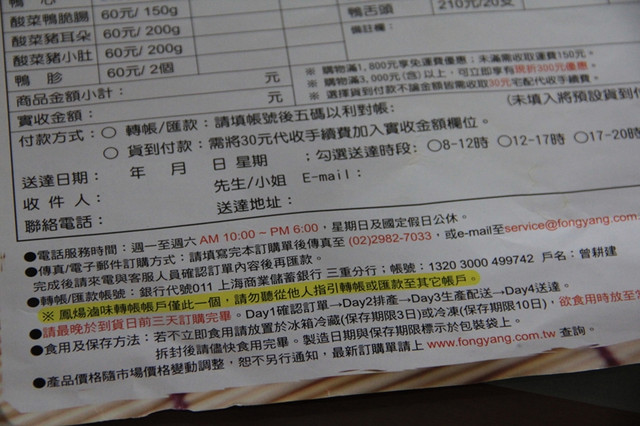 鴨心
酸菜鴨脆腸 60元/ 150g 鴨舌頭 210元/20支
酸菜豬耳朵 60元/ 200g 備註欄:
酸菜豬小肚 60元/ 200g
鴨 胗 60元/ 2個 元 ※ 購物滿1,800元享免運費優惠;未滿需收取運費150元。
商品金額小計: 元 ※ 購物滿3,000元(含)以上,可立即享有現折300元優惠。
實收金額: ※ 選擇貨到付款不論金額皆需收取30元宅配代收手續費。
付款方式:○ 轉帳/匯款:請填帳號後五碼以利對帳: (未填入將預設貨到付
○ 貨到付款:需將30元代收手續費加入實收金額欄位。
送達日期: 年 月 日 星期 ;勾選送達時段:○8-12時 ○12-17時 ○17-20時
收 件 人: 先生/小姐 E-mail:
聯絡電話: 送達地址:
●電話服務時間:週一至週六 AM 10:00 ~ PM 6:00,星期日及國定假日公休。
●傳真/電子郵件訂購方式:請填寫完本訂購單後傳真至 (02)2982-7033,或e-mail至service@fongyang.com
完成後請來電與客服人員確認訂單內容後再匯款。
●轉帳/匯款帳號:銀行代號011 上海商業儲蓄銀行 三重分行;帳號:1320 3000 499742 戶名:曾耕建
※ 鳳煬滷味轉帳帳戶僅此一個,請勿聽從他人指引轉帳或匯款至其它帳戶。
●請最晚於到貨日前三天訂購完畢。Day1確認訂單→Day2排產→Day3生產配送→Day4送達。
●食用及保存方法:若不立即食用請放置於冰箱冷藏(保存期限3日)或冷凍(保存期限10日),欲食用時放至常
拆封後請儘快食用完畢。製造日期與保存期限標示於包裝袋上。
●產品價格隨市場價格變動調整,恕不另行通知,最新訂購單請上 www.fongyang.com.tw 查詢。